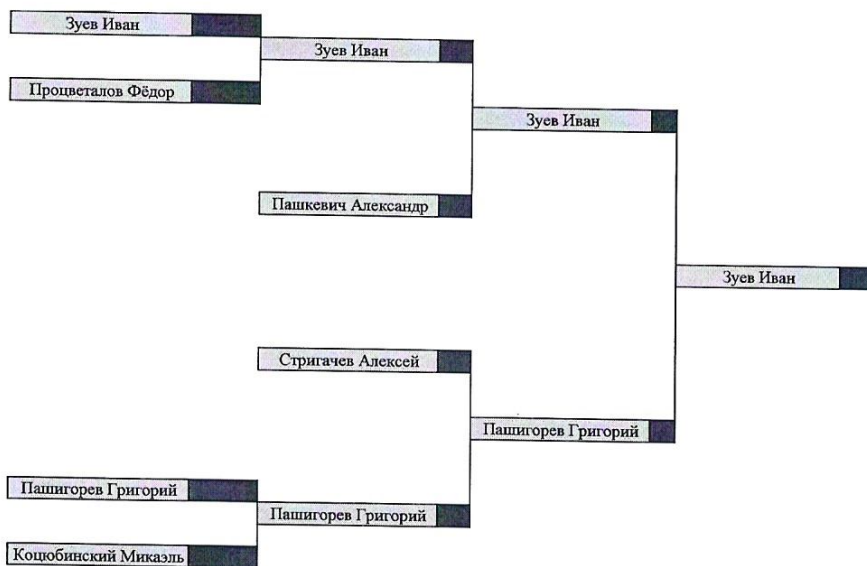 Зуев Иван
Зуев Иван
Процветалов Фёдор
Зуев Иван
Пашкевич Александр
Зуев Иван
Стригачев Алексей
Пашигорев Григорий
Пашигорев Григорий
Пашигорев Григорий
Коцюбинский Микаэль